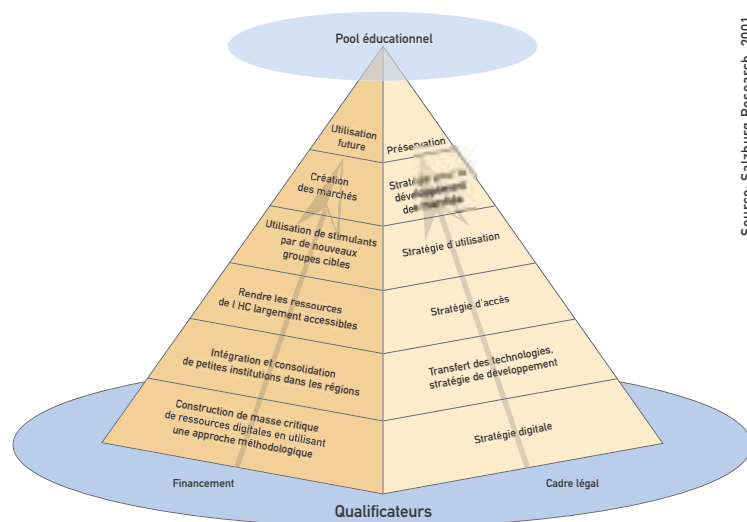 Pool éducationnel
Utilisation
future
Création
des marchés
Utilisation de stimulants
par de nouveaux
groupes cibles
Rendre les ressources
de l'HC largement accessibles
Intégration et consolidation
de petites institutions dans les régions
Construction de masse critique
de ressources digitales en utilisant
une approche méthodologique
Préservation
Stratégie pour le
développement
des marchés
Stratégie d'utilisation
Stratégie d'accès
Transfert des technologies,
stratégie de développement
Stratégie digitale
Financement
Cadre légal
Qualificateurs
Source: Salzburg Research, 2001